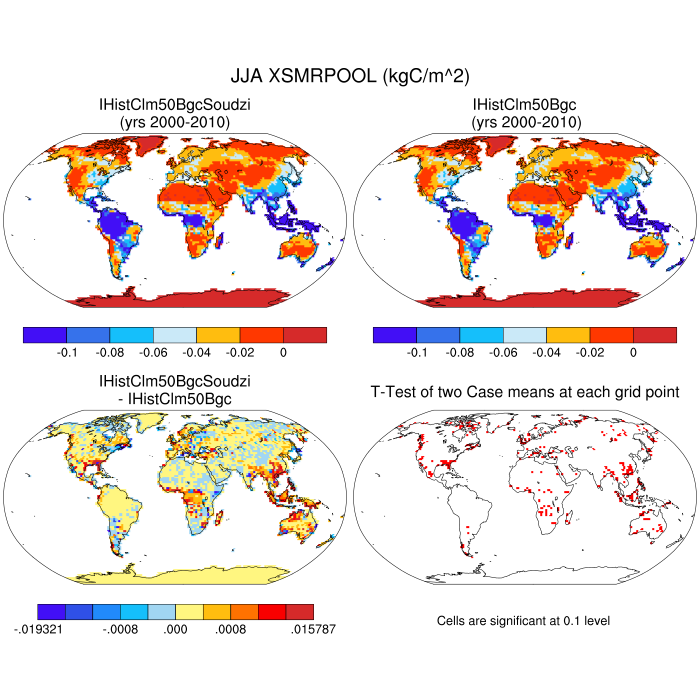 JJA XSMRPOOL (kgC/m^2)
IHistClm50BgcSoudzi
(yrs 2000-2010)
IHistClm50Bgc
(yrs 2000-2010)
-0.1 -0.08 -0.06 -0.04 -0.02 0
-0.1 -0.08 -0.06 -0.04 -0.02 0
IHistClm50BgcSoudzi
- IHistClm50Bgc
T-Test of two Case means at each grid point
-.019321 -.0008 .000 .0008 .015787
Cells are significant at 0.1 level